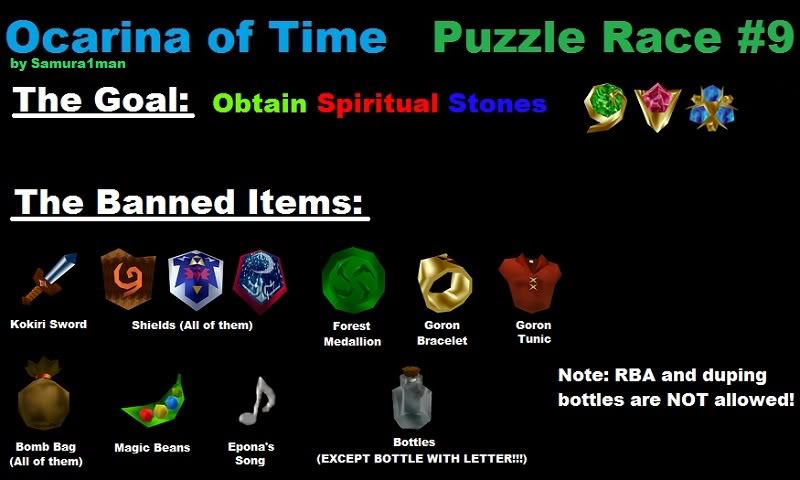 Ocarina of Time Puzzle Race #9
by Samura1man
The Goal: Obtain Spiritual Stones
The Banned Items:
Kokiri Sword
Shields (All of them)
Forest
Medallion
Goron
Bracelet
Goron
Tunic
Bomb Bag
(All of them)
Magic Beans
Epona's
Song
Bottles
(EXCEPT BOTTLE WITH LETTER!!!)
Note: RBA and duping
bottles are NOT allowed!